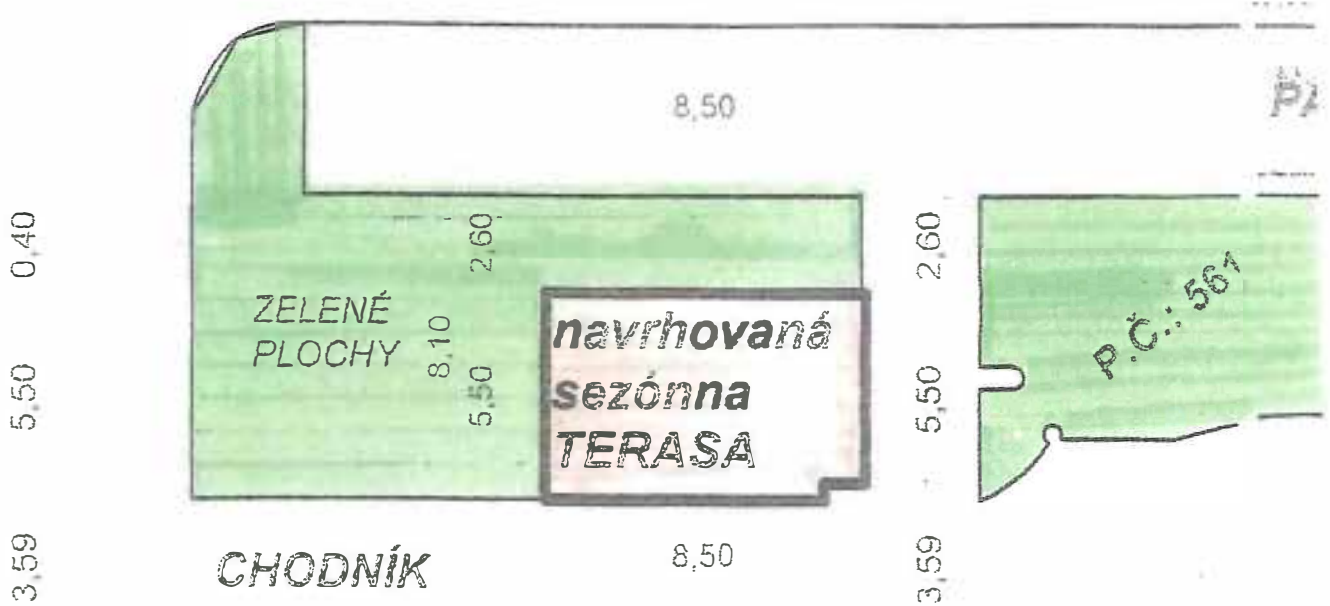 8,50
0,40
2,60
2,60
P.Č.: 561
ZELENÉ
PLOCHY
8,10
navrhovaná
sezónna
TERASA
5,50
5,50
5,50
3,59
CHODNÍK
8,50
3,59